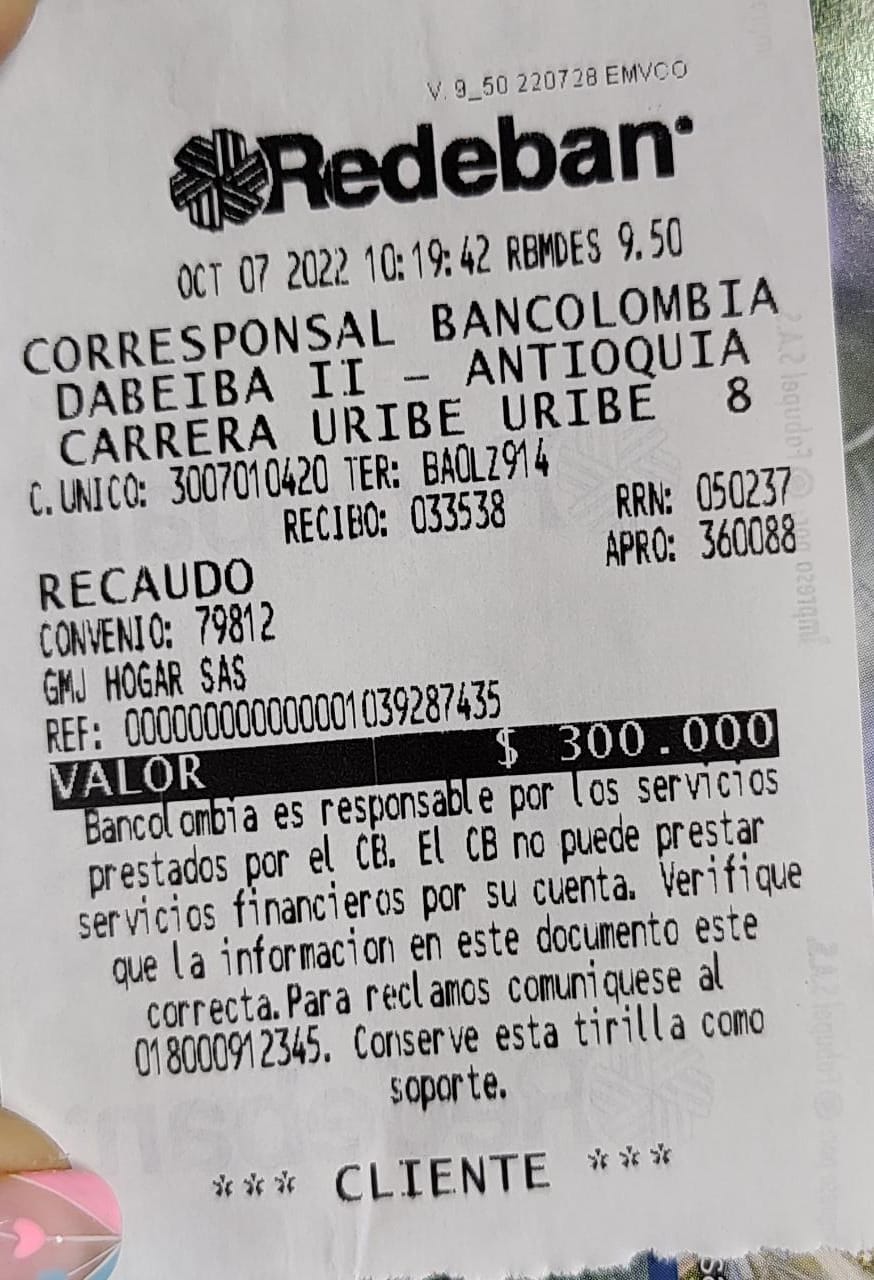 V. 9_50 220728 EMVCO
Redeban
OCT 07 2022 10:19:42 RBMDES 9.50
CORRESPONSAL BANCOLOMBIA
DABEIBA II - ANTIOQUIA
CARRERA URIBE URIBE 8
C.UNICO: 3007010420 TER: BAOLZ914
RECIBO: 033538 RRN: 050237
APRO: 360088
RECAUDO
CONVENIO: 79812
GMJ HOGAR SAS
REF: 000000000000001039287435
VALOR $ 300.000
Bancolombia es responsable por los servicios
prestados por el CB. El CB no puede prestar
servicios financieros por su cuenta. Verifique
que la informacion en este documento este
correcta.Para reclamos comuniquese al
018000912345. Conserve esta tirilla como
soporte.
*** CLIENTE ***